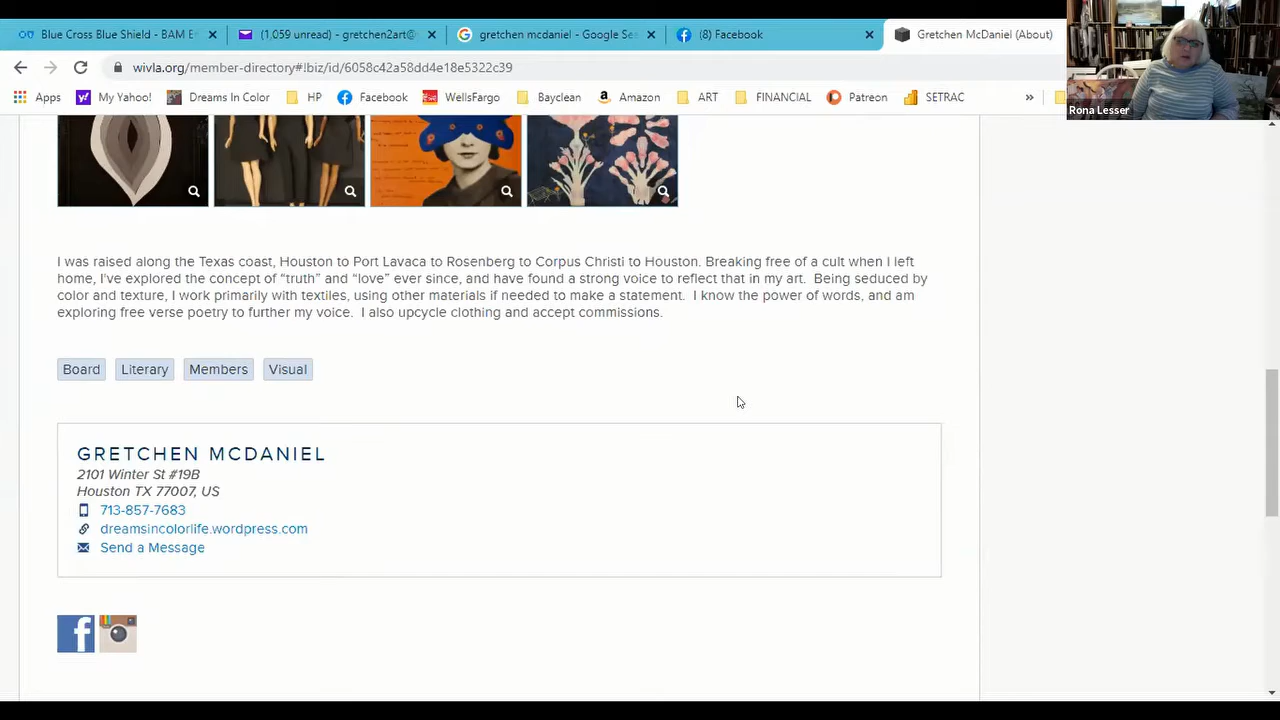 Blue Cross Blue Shield - BAM E
(1,059 unread) - gretchen2art@
gretchen mcdaniel - Google Sea
(8) Facebook
Gretchen McDaniel (About)
wivla.org/member-directory#!biz/id/6058c42a58dd4e18e5322c39
Apps
My Yahoo!
Dreams In Color
HP
Facebook
WellsFargo
Bayclean
Amazon
ART
FINANCIAL
Patreon
SETRAC
»
Rona Lesser
I was raised along the Texas coast, Houston to Port Lavaca to Rosenberg to Corpus Christi to Houston. Breaking free of a cult when I left
home, I've explored the concept of “truth” and “love” ever since, and have found a strong voice to reflect that in my art. Being seduced by
color and texture, I work primarily with textiles, using other materials if needed to make a statement. I know the power of words, and am
exploring free verse poetry to further my voice. I also upcycle clothing and accept commissions.
Board
Literary
Members
Visual
GRETCHEN MCDANIEL
2101 Winter St #19B
Houston TX 77007, US
713-857-7683
dreamsincolorlife.wordpress.com
Send a Message